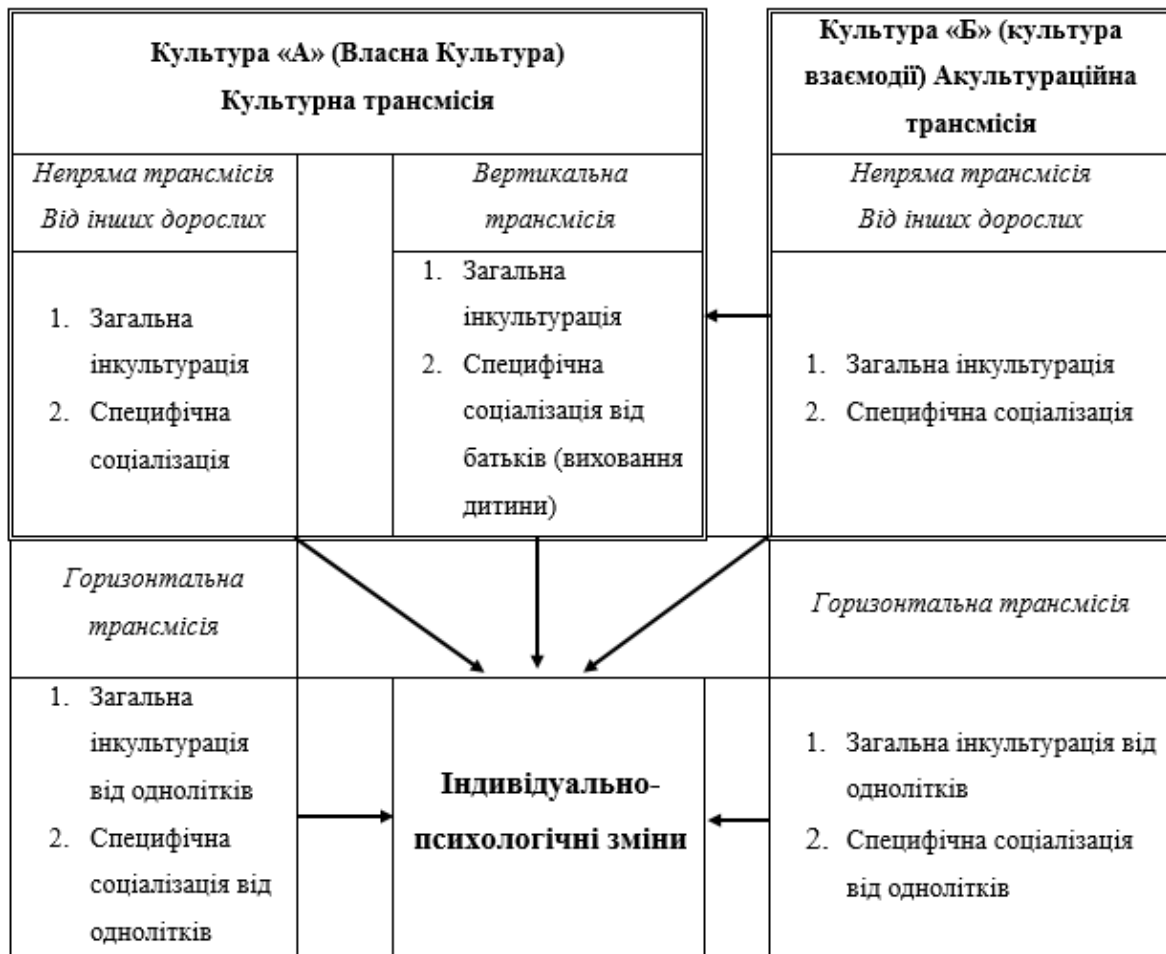 Культура «А» (Власна Культура)
Культурна трансмісія
Культура «Б» (культура
взаємодії) Акультураційна
трансмісія
Непряма трансмісія
Від інших дорослих
Вертикальна
трансмісія
Непряма трансмісія
Від інших дорослих
1. Загальна
інкультурація
2. Специфічна
соціалізація
1. Загальна
інкультурація
2. Специфічна
соціалізація від
батьків (виховання
дитини)
1. Загальна інкультурація
2. Специфічна соціалізація
Горизонтальна
трансмісія
Горизонтальна трансмісія
1. Загальна
інкультурація
від однолітків
2. Специфічна
соціалізація від
однолітків
Індивідуально-
психологічні зміни
1. Загальна інкультурація від
однолітків
2. Специфічна соціалізація
від однолітків